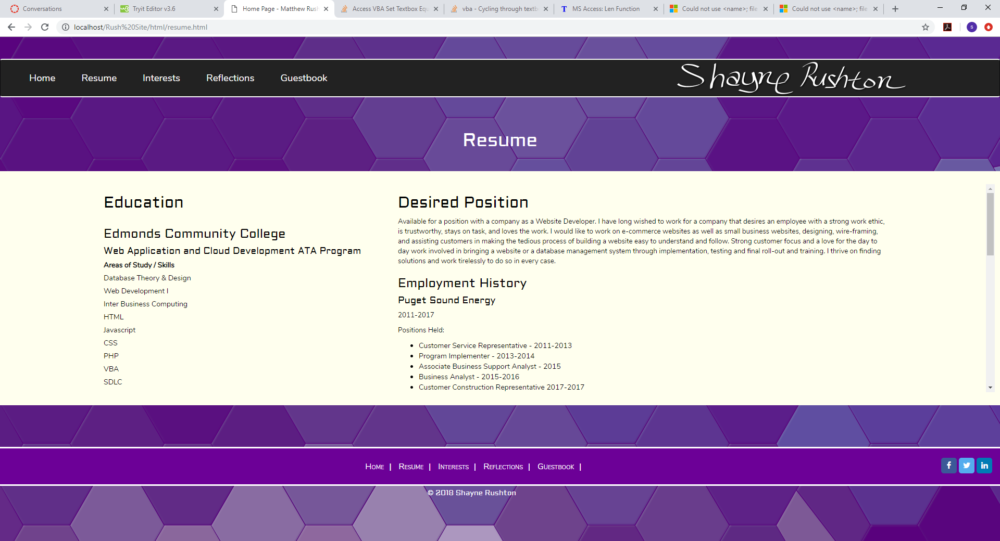 Conversations
Tryit Editor v3.6
Home Page - Matthew Rush
Access VBA Set Textbox Equ
vba - Cycling through textb
MS Access: Len Function
Could not use <name>; file
Could not use <name>; file
localhost/Rush%20Site/html/resume.html
S
Home
Resume
Interests
Reflections
Guestbook
Shayne Rushton
Resume
Education
Edmonds Community College
Web Application and Cloud Development ATA Program
Areas of Study / Skills
Database Theory & Design
Web Development I
Inter Business Computing
HTML
Javascript
CSS
PHP
VBA
SDLC
Desired Position
Available for a position with a company as a Website Developer. I have long wished to work for a company that desires an employee with a strong work ethic,
is trustworthy, stays on task, and loves the work. I would like to work on e-commerce websites as well as small business websites, designing, wire-framing,
and assisting customers in making the tedious process of building a website easy to understand and follow. Strong customer focus and a love for the day to
day work involved in bringing a website or a database management system through implementation, testing and final roll-out and training. I thrive on finding
solutions and work tirelessly to do so in every case.
Employment History
Puget Sound Energy
2011-2017
Positions Held:
• Customer Service Representative - 2011-2013
• Program Implementer - 2013-2014
• Associate Business Support Analyst - 2015
• Business Analyst - 2015-2016
• Customer Construction Representative 2017-2017
Home | Resume | Interests | Reflections | Guestbook |
© 2018 Shayne Rushton